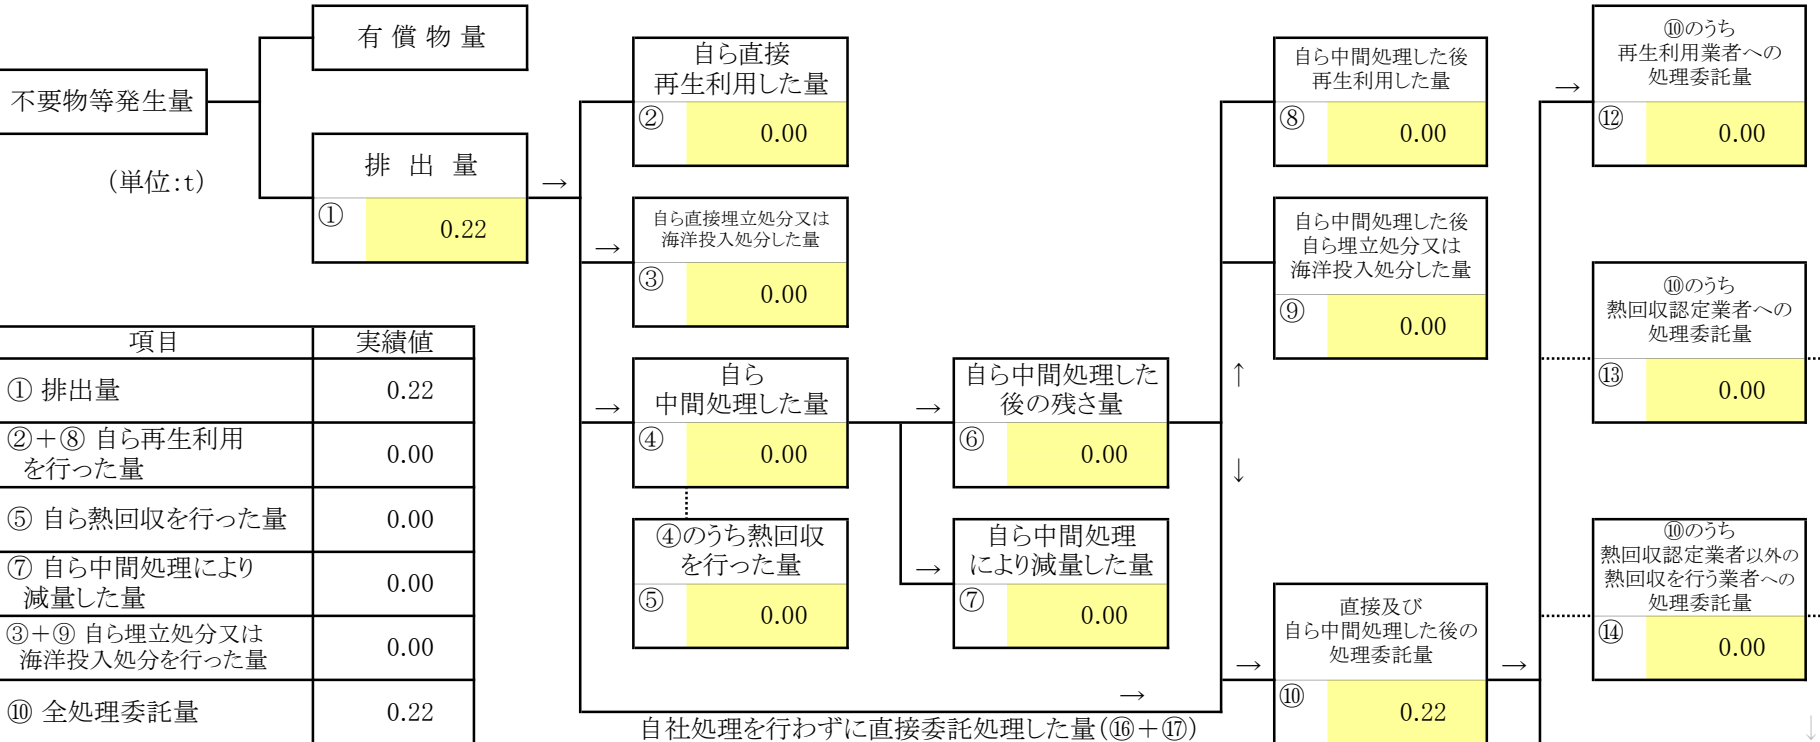 有 償 物 量
不要物等発生量
(単位:t)
排 出 量
①
0.22
→
自ら直接
再生利用した量
②
0.00
→
自ら直接埋立処分又は
海洋投入処分した量
③
0.00
→
自ら
中間処理した量
④
0.00
④のうち熱回収
を行った量
⑤
0.00
→
自ら中間処理した
後の残さ量
⑥
0.00
→
自ら中間処理
により減量した量
⑦
0.00
→
自社処理を行わずに直接委託処理した量(⑯+⑰)
自ら中間処理した後
再生利用した量
⑧
0.00
自ら中間処理した後
自ら埋立処分又は
海洋投入処分した量
⑨
0.00
↑
↓
→
直接及び
自ら中間処理した後の
処理委託量
⑩
0.22
→
→
⑩のうち
再生利用業者への
処理委託量
⑫
0.00
⑩のうち
熱回収認定業者への
処理委託量
⑬
0.00
⑩のうち
熱回収認定業者以外の
熱回収を行う業者への
処理委託量
⑭
0.00
↓
項目 実績値
① 排出量 0.22
②+⑧ 自ら再生利用
を行った量 0.00
⑤ 自ら熱回収を行った量 0.00
⑦ 自ら中間処理により
減量した量 0.00
③+⑨ 自ら埋立処分又は
海洋投入処分を行った量 0.00
⑩ 全処理委託量 0.22